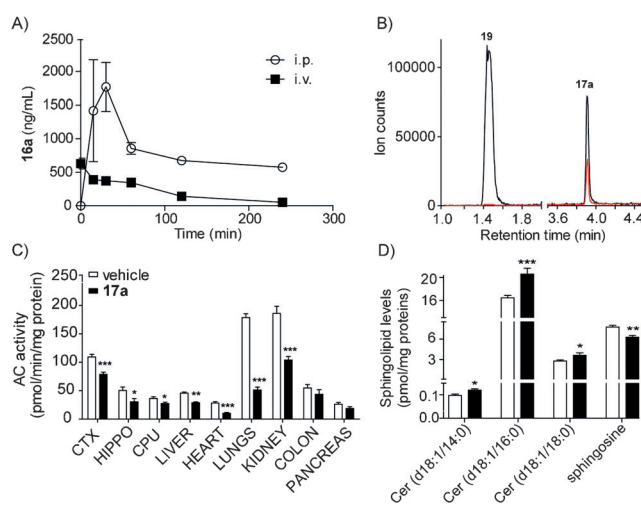 A)
2500
2000
1500
1000
500
0
16a (ng/mL)
0
100
200
300
Time (min)
i.p.
i.v.
B)
19
17a
100000
50000
0
Ion counts
1.0 1.4 1.8 3.6 4.0 4.4
Retention time (min)
C)
vehicle
17a
250
200
150
100
50
0
AC activity
(pmol/min/mg protein)
***
*
*
**
***
***
***
CTX
HIPPO
CPU
LIVER
HEART
LUNGS
KIDNEY
COLON
PANCREAS
D)
20
16
6
3
0.1
0.0
Sphingolipid levels
(pmol/mg proteins)
*
***
*
**
Cer (d18:1/14:0)
Cer (d18:1/16:0)
Cer (d18:1/18:0)
sphingosine